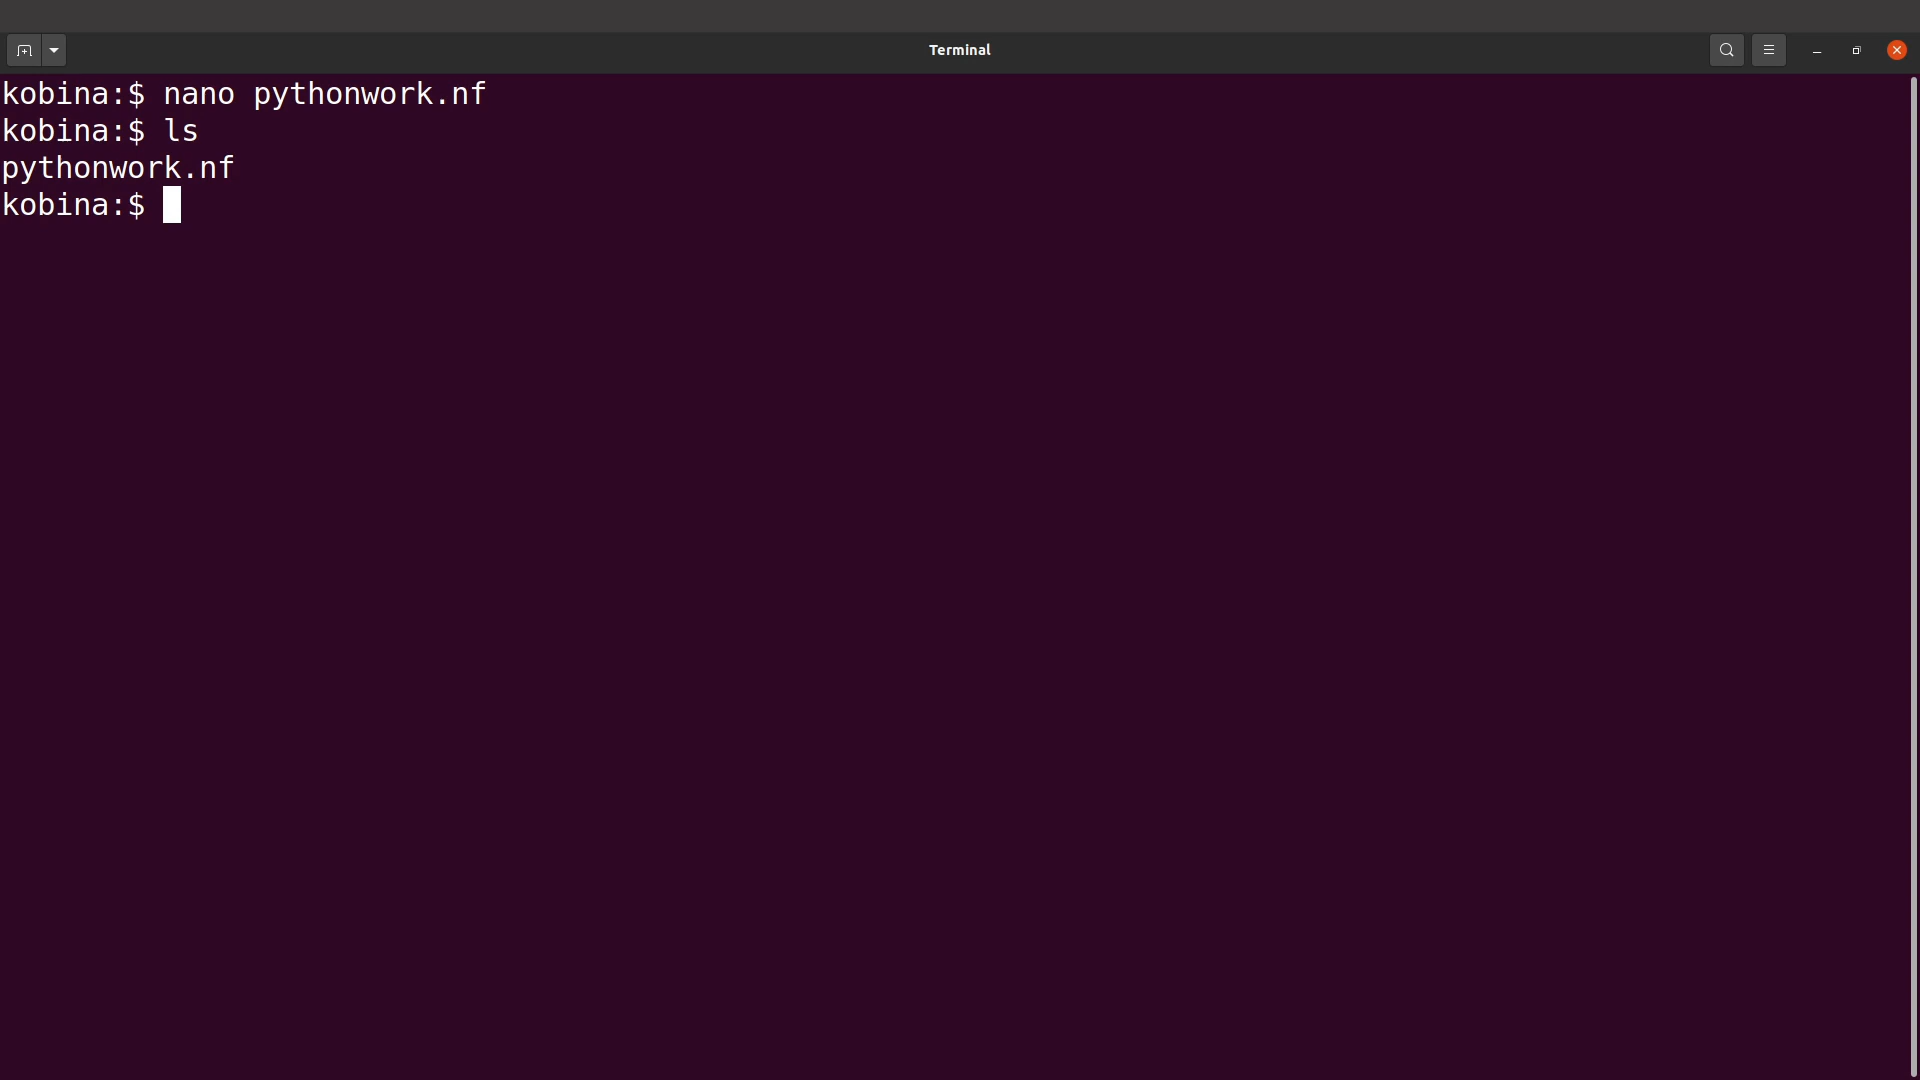 Terminal
kobina:$ nano pythonwork.nf
kobina:$ ls
pythonwork.nf
kobina:$